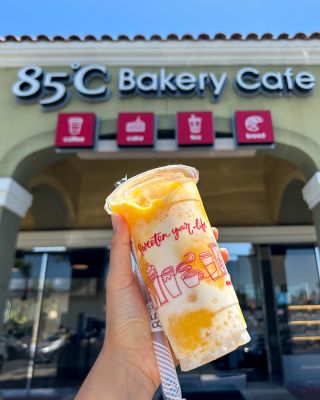 85°C Bakery Cafe
coffee cake tea bread
Sweeten your life